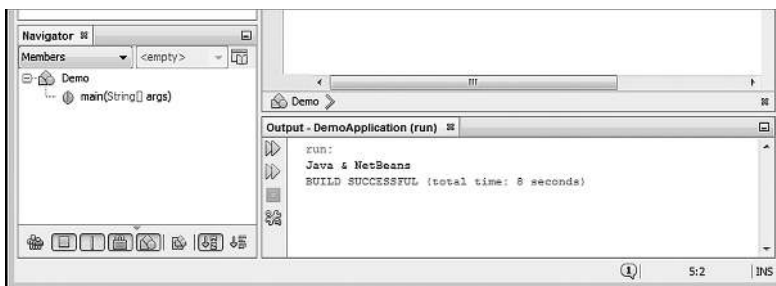 Navigator
Members
<empty>
Demo
main(String[] args)
Demo
Output - DemoApplication (run)
run:
Java & NetBeans
BUILD SUCCESSFUL (total time: 8 seconds)
1
5:2
INS